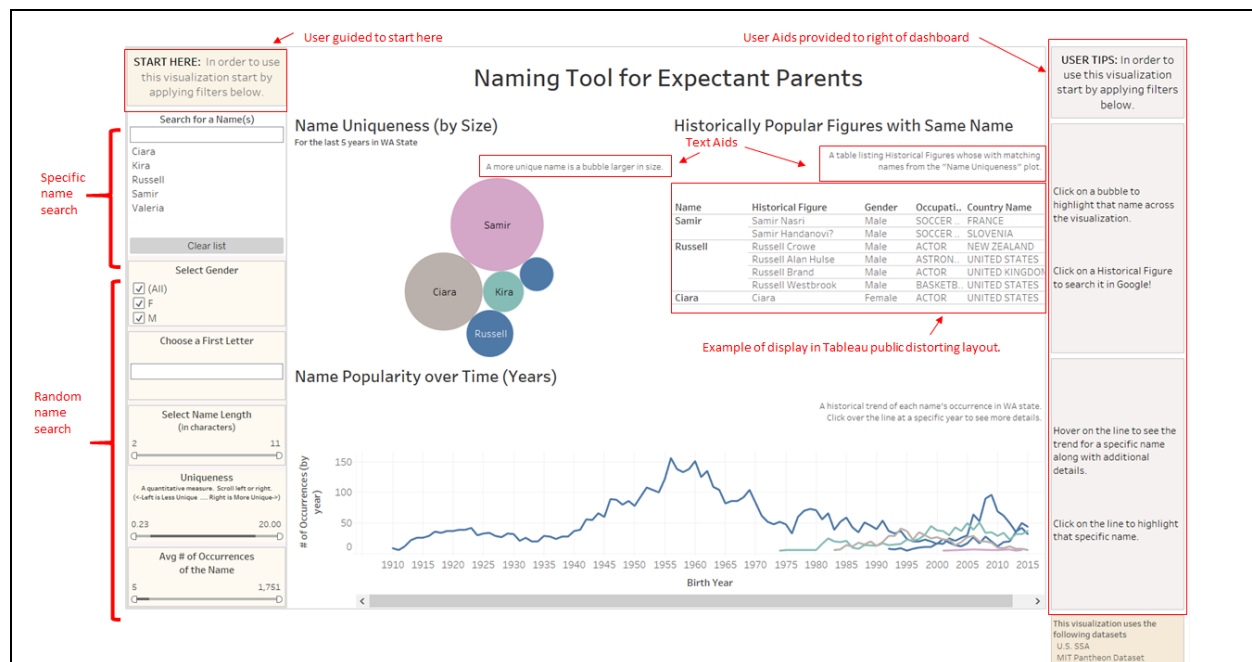 User guided to start here
User Aids provided to right of dashboard
START HERE: In order to use
this visualization start by
applying filters below.
Naming Tool for Expectant Parents
USER TIPS: In order to
use this visualization
start by applying filters
below.
Specific
name
search
Search for a Name(s)
Ciara
Kira
Russell
Samir
Valeria
Clear list
Name Uniqueness (by Size)
For the last 5 years in WA State
Text Aids
A more unique name is a bubble larger in size.
Samir
Ciara
Kira
Russell
Historically Popular Figures with Same Name
A table listing Historical Figures whose with matching
names from the "Name Uniqueness" plot.
Name Historical Figure Gender Occupati.. Country Name
Samir Samir Nasri Male SOCCER .. FRANCE
Samir Handanovi? Male SOCCER .. SLOVENIA
Russell Russell Crowe Male ACTOR NEW ZEALAND
Russell Alan Hulse Male ASTRON.. UNITED STATES
Russell Brand Male ACTOR UNITED KINGDON
Russell Westbrook Male BASKETB.. UNITED STATES
Ciara Ciara Female ACTOR UNITED STATES
Example of display in Tableau public distorting layout.
Click on a bubble to
highlight that name across
the visualization.
Click on a Historical Figure
to search it in Google!
Random
name
search
Select Gender
(All)
F
M
Choose a First Letter
Select Name Length
(in characters)
2 11
Uniqueness
A quantitative measure. Scroll left or right.
(<-Left is Less Unique .... Right is More Unique->)
0.23 20.00
Avg # of Occurrences
of the Name
5 1,751
Name Popularity over Time (Years)
A historical trend of each name's occurrence in WA state.
Click over the line at a specific year to see more details.
# of Occurrences (by
year)
150
100
50
0
1910 1915 1920 1925 1930 1935 1940 1945 1950 1955 1960 1965 1970 1975 1980 1985 1990 1995 2000 2005 2010 2015
Birth Year
Hover on the line to see the
trend for a specific name
along with additional
details.
Click on the line to highlight
that specific name.
This visualization uses the
following datasets
U.S. SSA
MIT Pantheon Dataset